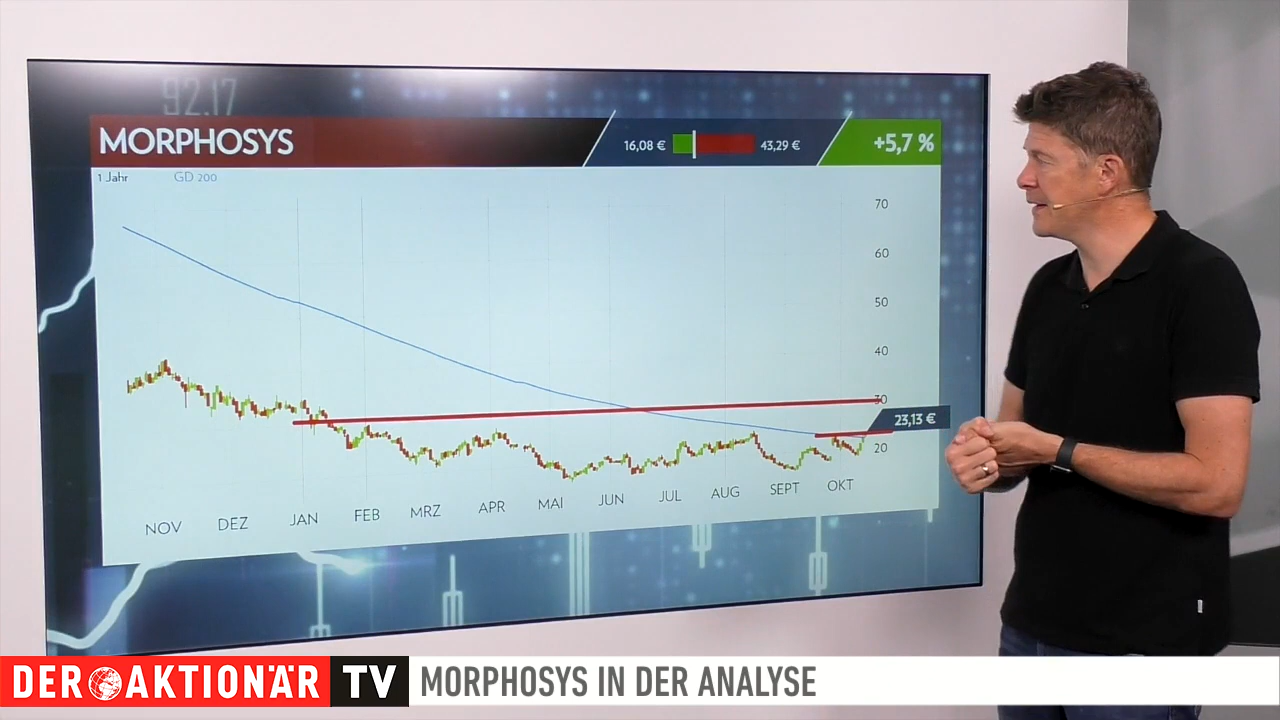 92.17
MORPHOSYS
16,08 €
43,29 €
+5,7 %
1 Jahr
GD 200
70
60
50
40
30
23,13 €
20
NOV DEZ JAN FEB MRZ APR MAI JUN JUL AUG SEPT OKT
DER AKTIONÄR TV
MORPHOSYS IN DER ANALYSE